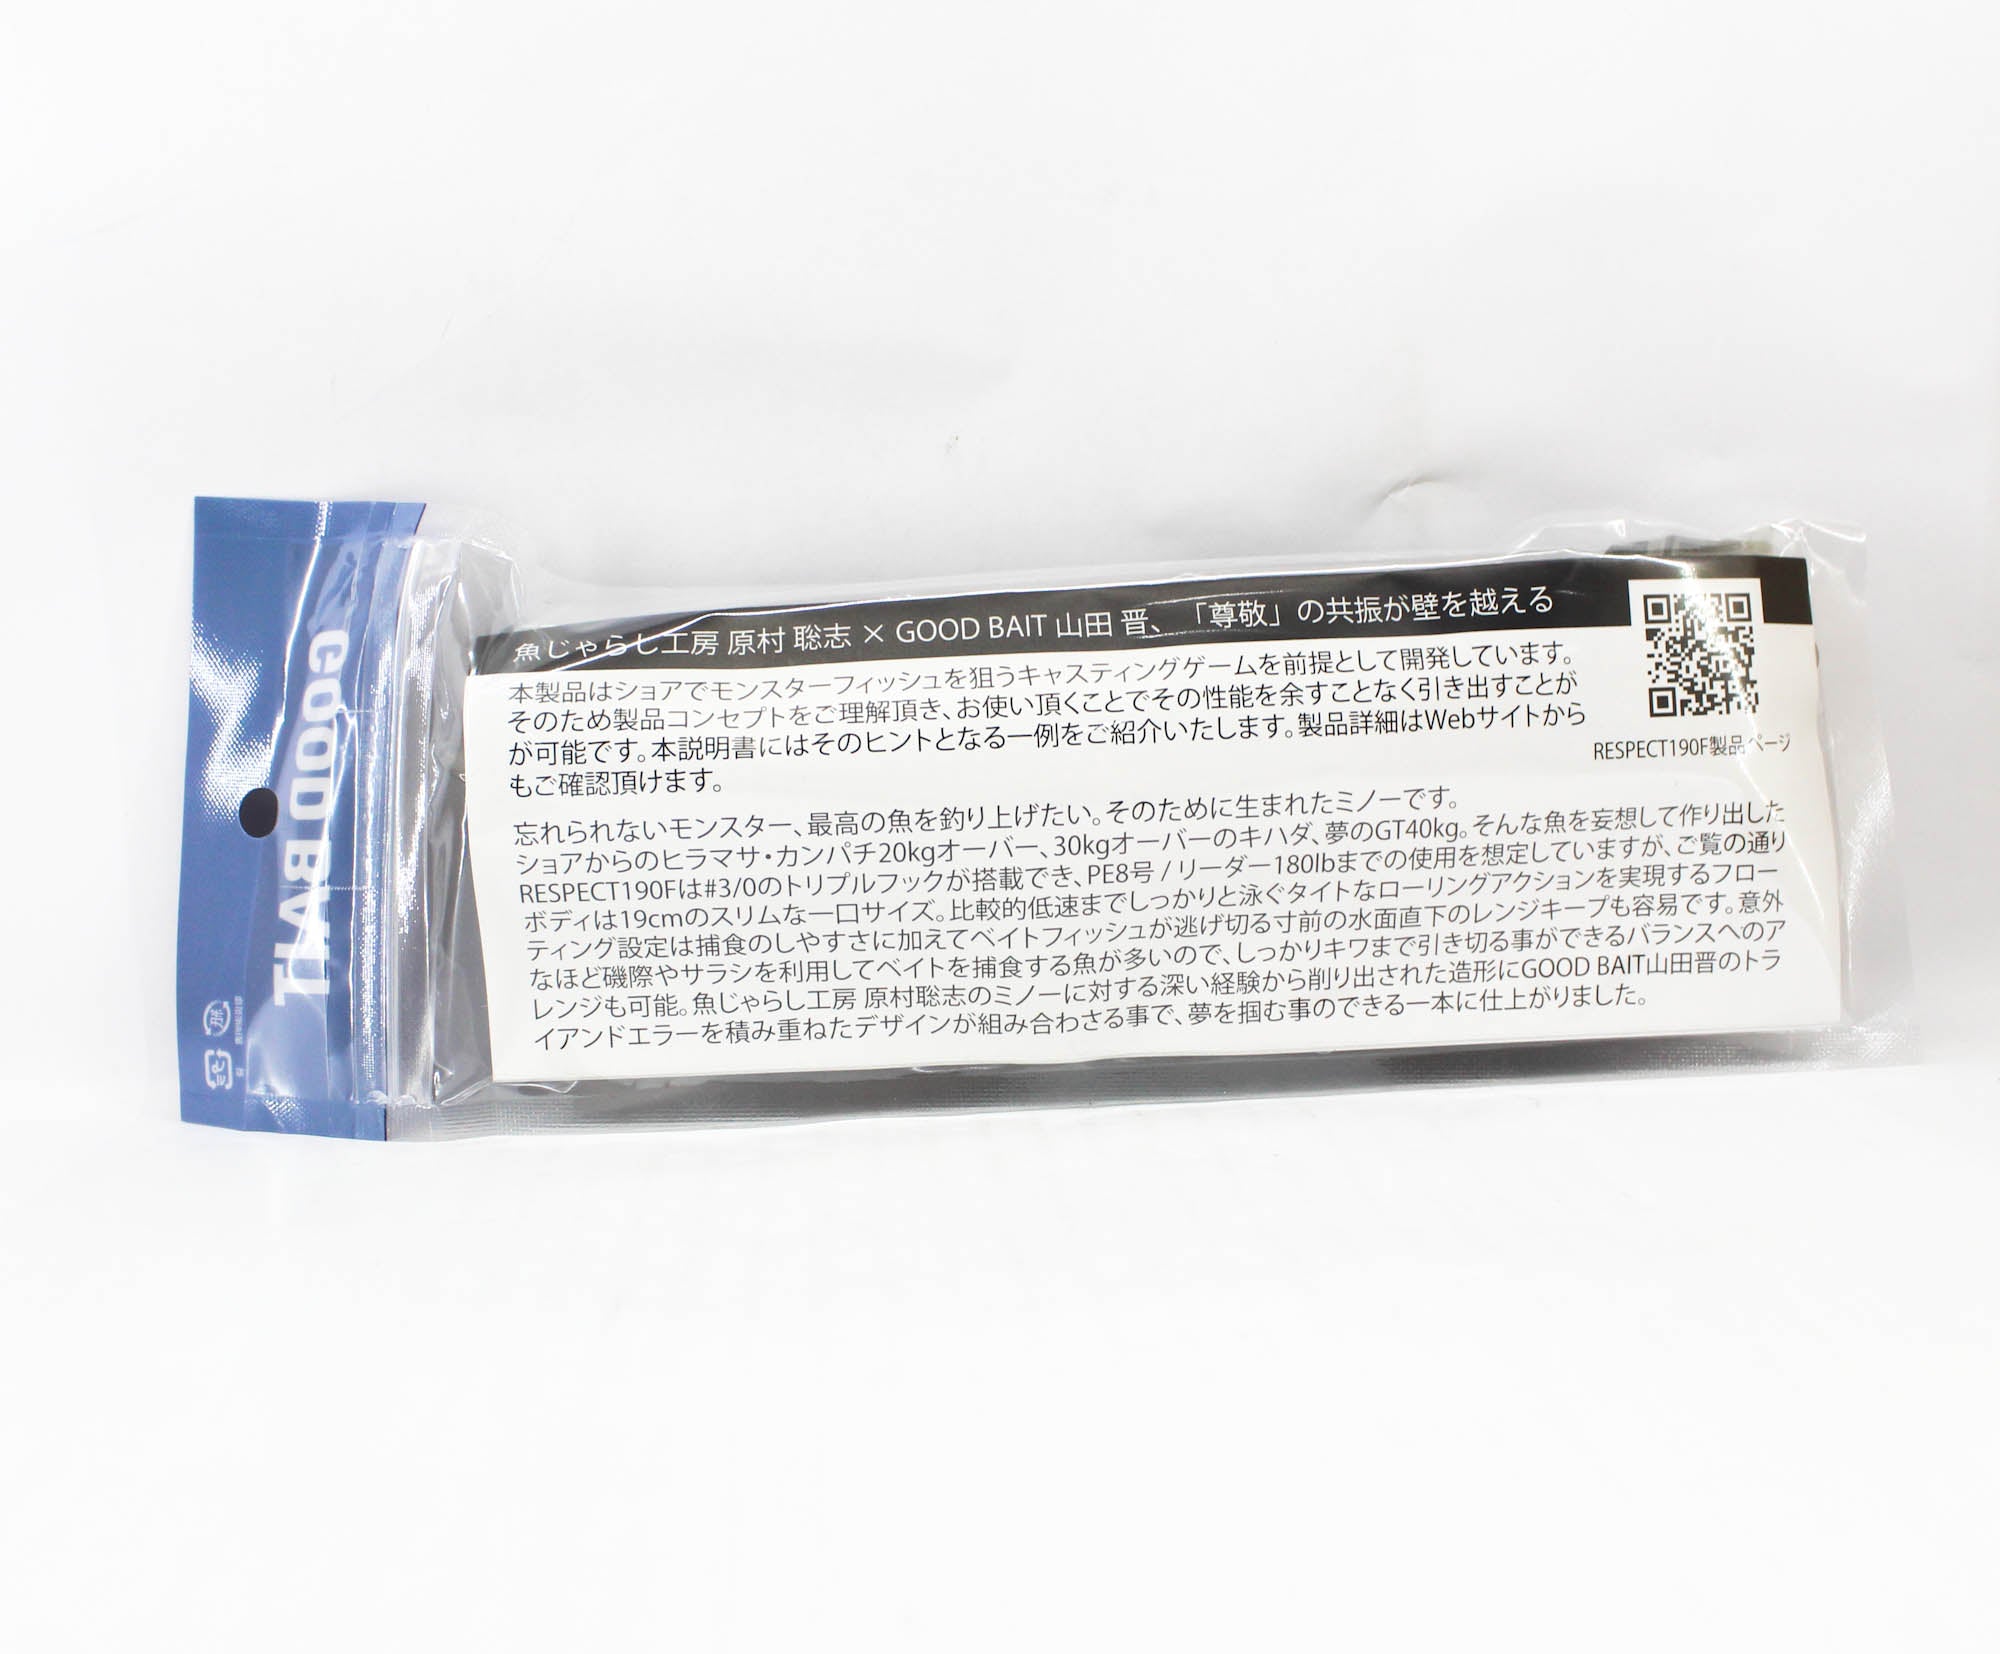 魚じゃらし工房 原村 聡志 × GOOD BAIT 山田 晋、「尊敬」の共振が壁を越える
本製品はショアでモンスターフィッシュを狙うキャスティングゲームを前提として開発しています。
そのため製品コンセプトをご理解頂き、お使い頂くことでその性能を余すことなく引き出すことが
が可能です。本説明書にはそのヒントとなる一例をご紹介いたします。製品詳細はWebサイトから
もご確認頂けます。
RESPECT190F製品ページ
忘れられないモンスター、最高の魚を釣り上げたい。そのために生まれたミノーです。
ショアからのヒラマサ・カンパチ20kgオーバー、30kgオーバーのキハダ、夢のGT40kg。そんな魚を妄想して作り出した
RESPECT190Fは#3/0のトリプルフックが搭載でき、PE8号 / リーダー180lbまでの使用を想定していますが、ご覧の通り
ボディは19cmのスリムな一口サイズ。比較的低速までしっかりと泳ぐタイトなローリングアクションを実現するフロー
ティング設定は捕食のしやすさに加えてベイトフィッシュが逃げ切る寸前の水面直下のレンジキープも容易です。意外
なほど磯際やサラシを利用してベイトを捕食する魚が多いので、しっかりキワまで引き切る事ができるバランスへのア
レンジも可能。魚じゃらし工房 原村聡志のミノーに対する深い経験から削り出された造形にGOOD BAIT山田晋のトラ
イアンドエラーを積み重ねたデザインが組み合わさる事で、夢を掴む事のできる一本に仕上がりました。
GOOD BAIT
プラ